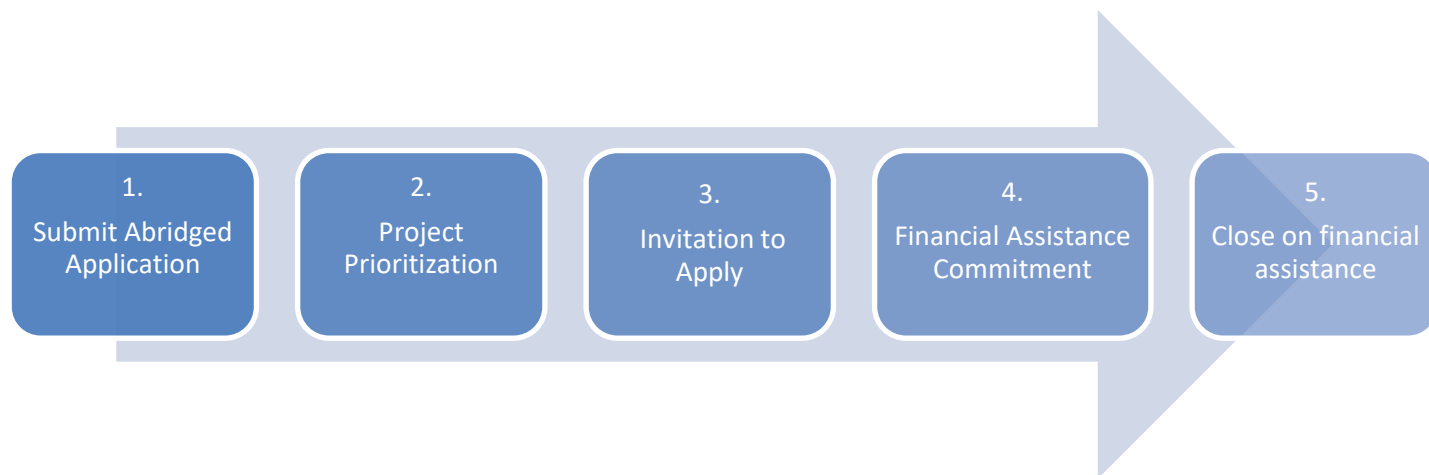 1.
Submit Abridged
Application
2.
Project
Prioritization
3.
Invitation to
Apply
4.
Financial Assistance
Commitment
5.
Close on financial
assistance